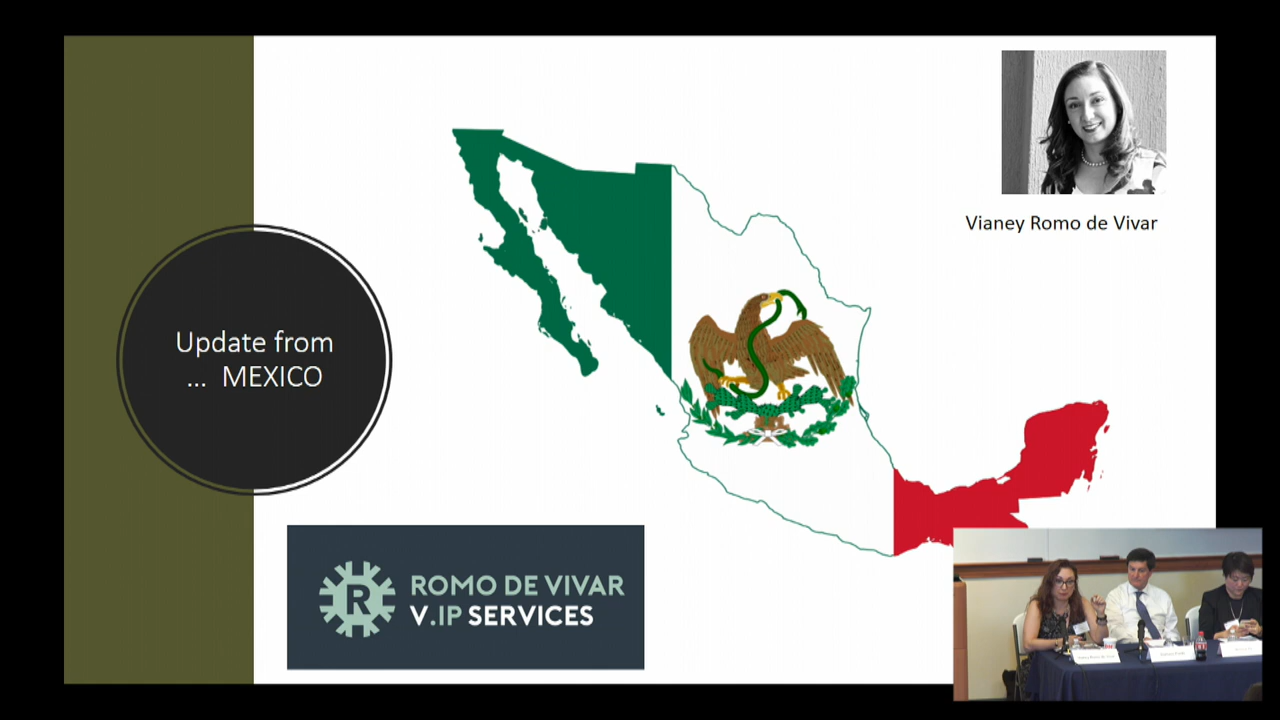 Vianey Romo de Vivar
Update from
... MEXICO
R
ROMO DE VIVAR
V.IP SERVICES